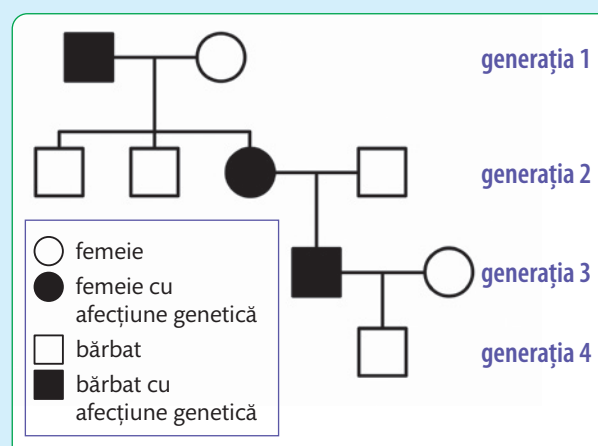 generația 1
generația 2
generația 3
generația 4
femeie
femeie cu
afecțiune genetică
bărbat
bărbat cu
afecțiune genetică